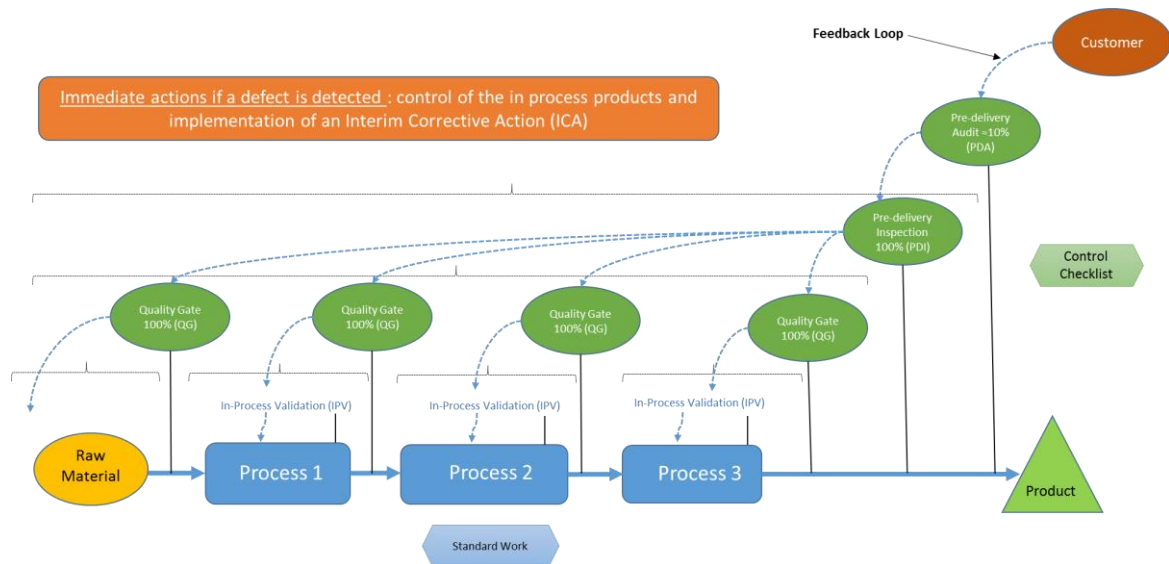 Feedback Loop
Customer
Immediate actions if a defect is detected : control of the in process products and
implementation of an Interim Corrective Action (ICA)
Pre-delivery
Audit ≈10%
(PDA)
Pre-delivery
Inspection
100% (PDI)
Control
Checklist
Quality Gate
100% (QG)
Quality Gate
100% (QG)
Quality Gate
100% (QG)
Quality Gate
100% (QG)
In-Process Validation (IPV)
In-Process Validation (IPV)
In-Process Validation (IPV)
Raw
Material
Process 1
Process 2
Process 3
Product
Standard Work